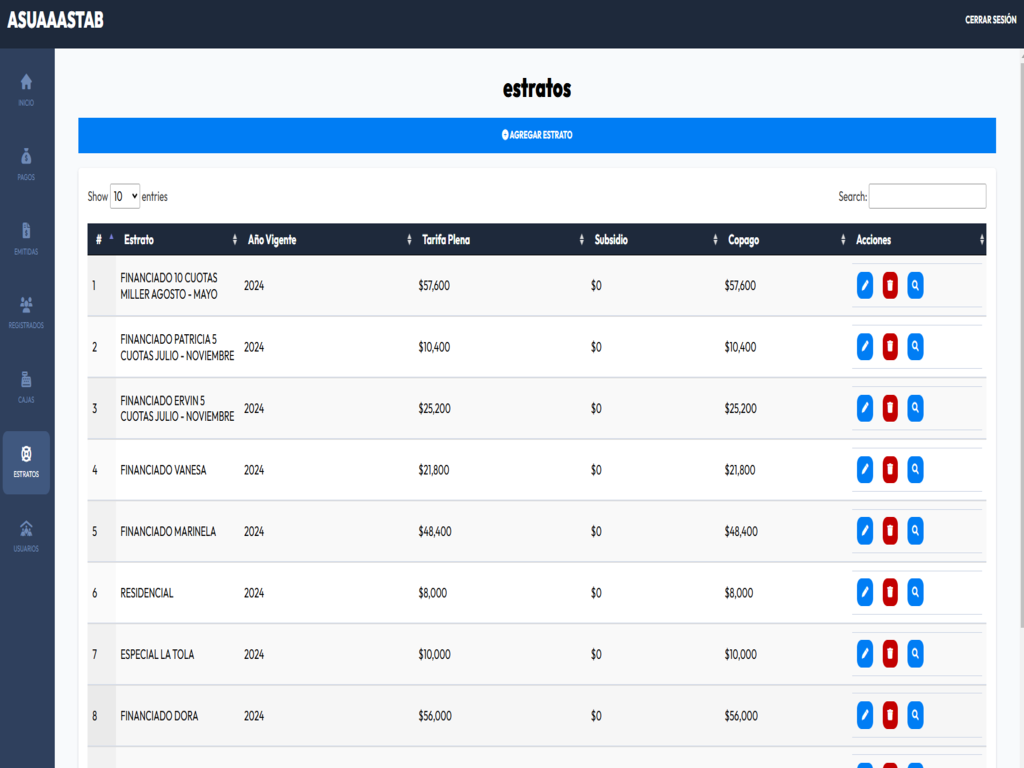 ASUAAASTAB
CERRAR SESIÓN
INICIO
PAGOS
EMITIDAS
REGISTRADOS
CAJAS
ESTRATOS
USUARIOS
estratos
AGREGAR ESTRATO
Show 10 entries
Search:
# Estrato Año Vigente Tarifa Plena Subsidio Copago Acciones
1 FINANCIADO 10 CUOTAS
MILLER AGOSTO - MAYO 2024 $57,600 $0 $57,600
2 FINANCIADO PATRICIA 5
CUOTAS JULIO - NOVIEMBRE 2024 $10,400 $0 $10,400
3 FINANCIADO ERVIN 5
CUOTAS JULIO - NOVIEMBRE 2024 $25,200 $0 $25,200
4 FINANCIADO VANESA 2024 $21,800 $0 $21,800
5 FINANCIADO MARINELA 2024 $48,400 $0 $48,400
6 RESIDENCIAL 2024 $8,000 $0 $8,000
7 ESPECIAL LA TOLA 2024 $10,000 $0 $10,000
8 FINANCIADO DORA 2024 $56,000 $0 $56,000